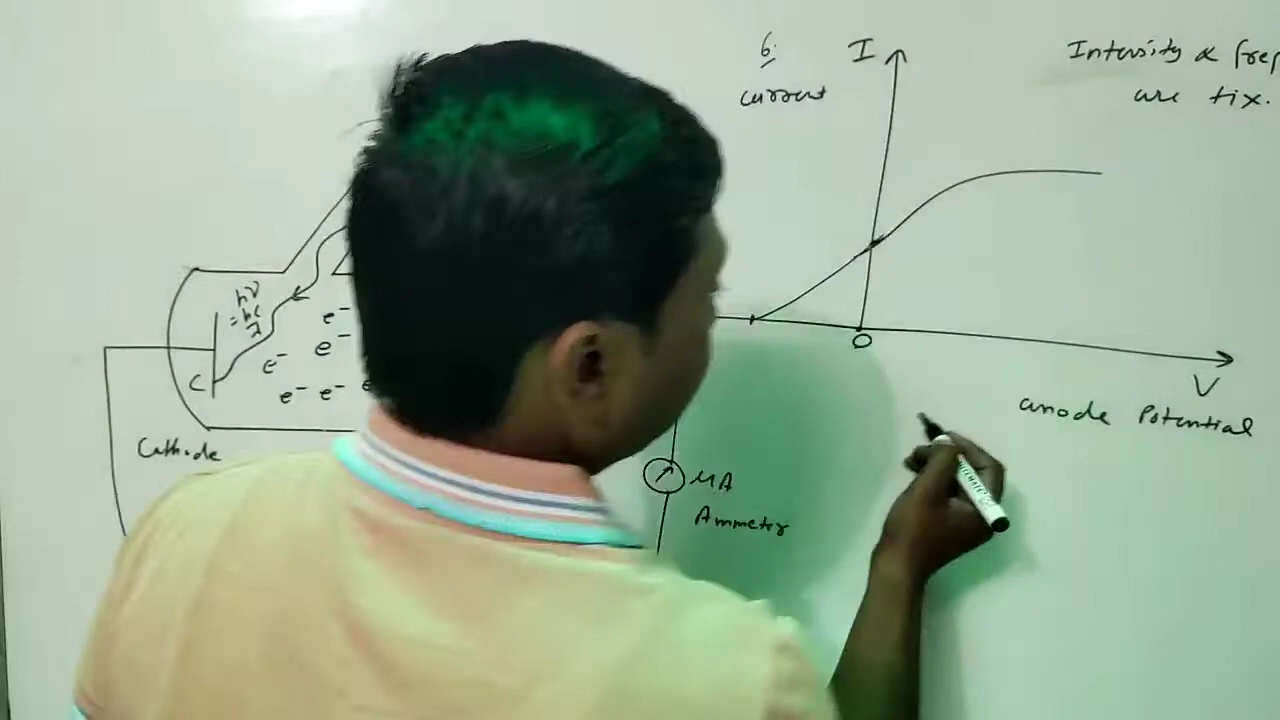 6.
current
I
Intensity & freq
are fix.
hν
= hc
λ
e⁻
e⁻
e⁻
e⁻ e⁻
C
Cathode
μA
Ammeter
O
V
anode Potential